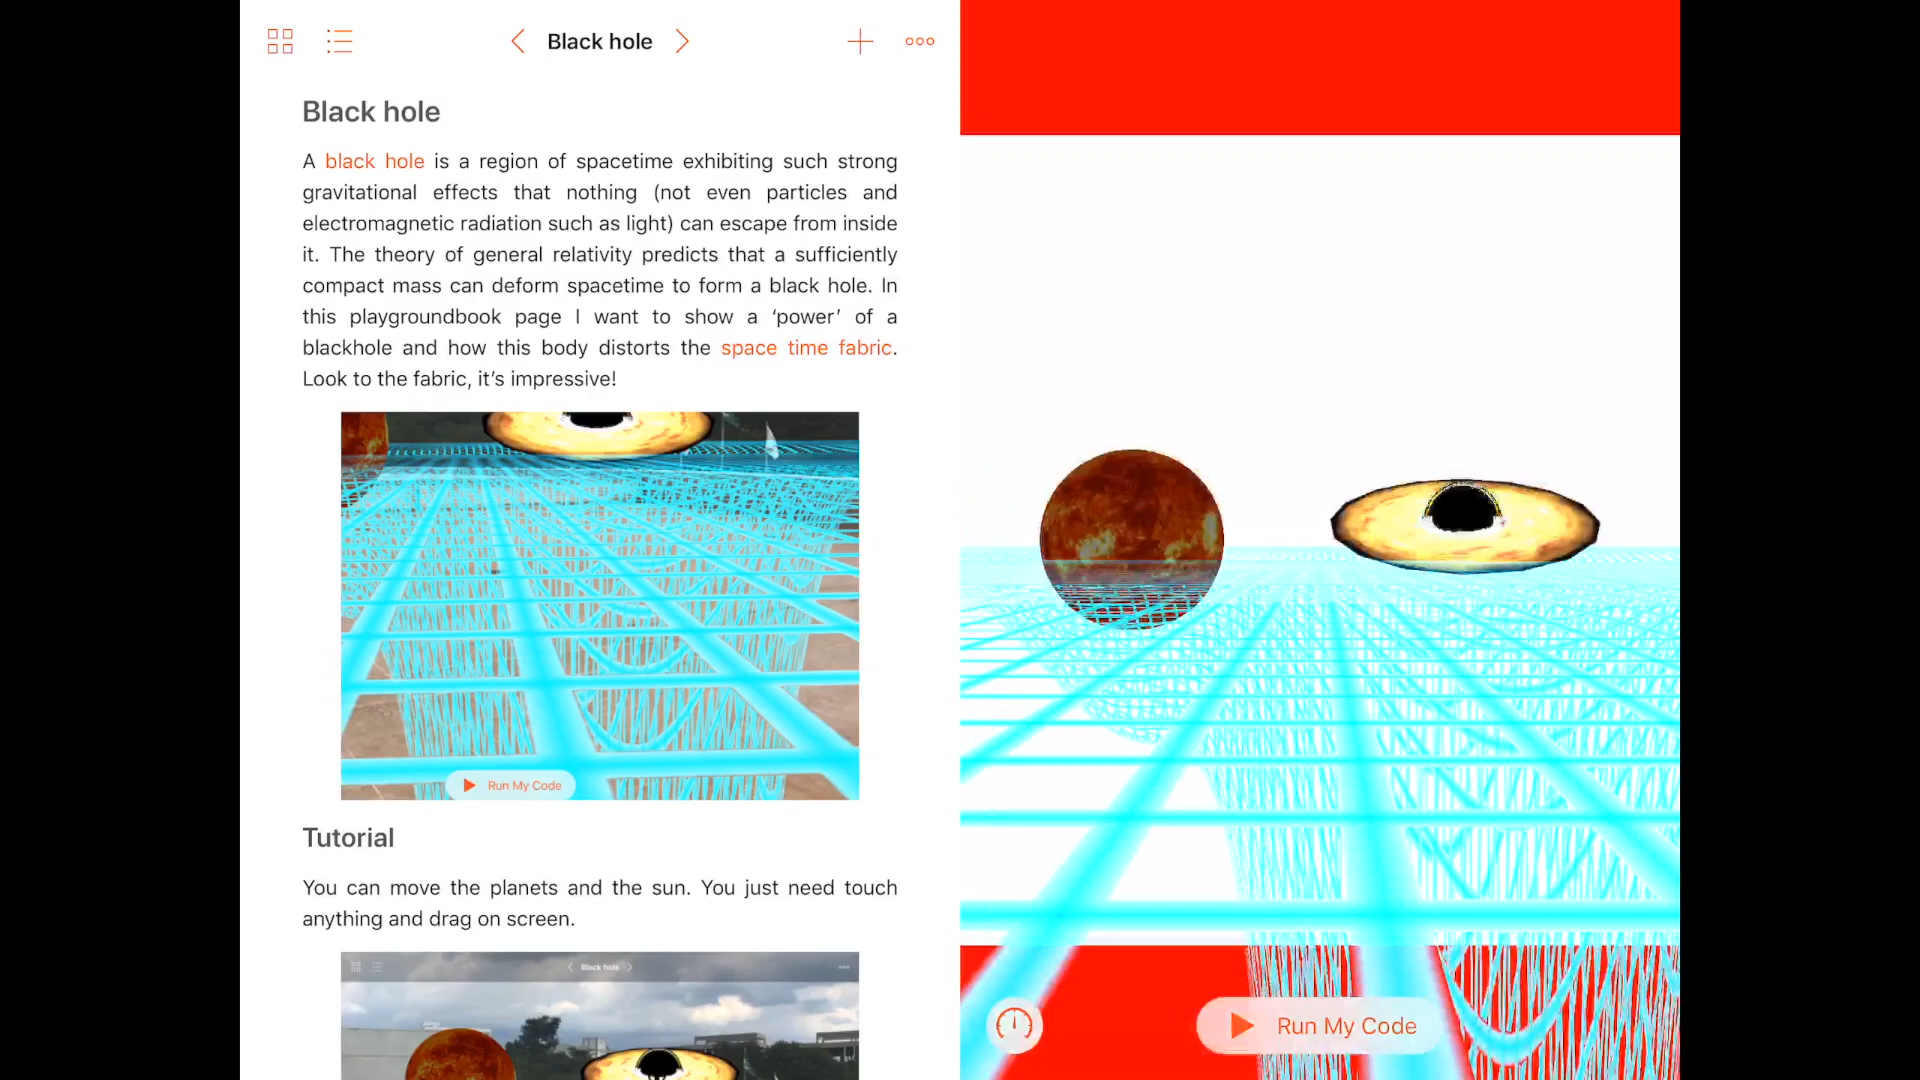 Black hole
Black hole
A black hole is a region of spacetime exhibiting such strong
gravitational effects that nothing (not even particles and
electromagnetic radiation such as light) can escape from inside
it. The theory of general relativity predicts that a sufficiently
compact mass can deform spacetime to form a black hole. In
this playgroundbook page I want to show a ‘power’ of a
blackhole and how this body distorts the space time fabric.
Look to the fabric, it’s impressive!
Run My Code
Tutorial
You can move the planets and the sun. You just need touch
anything and drag on screen.
Black hole
Run My Code